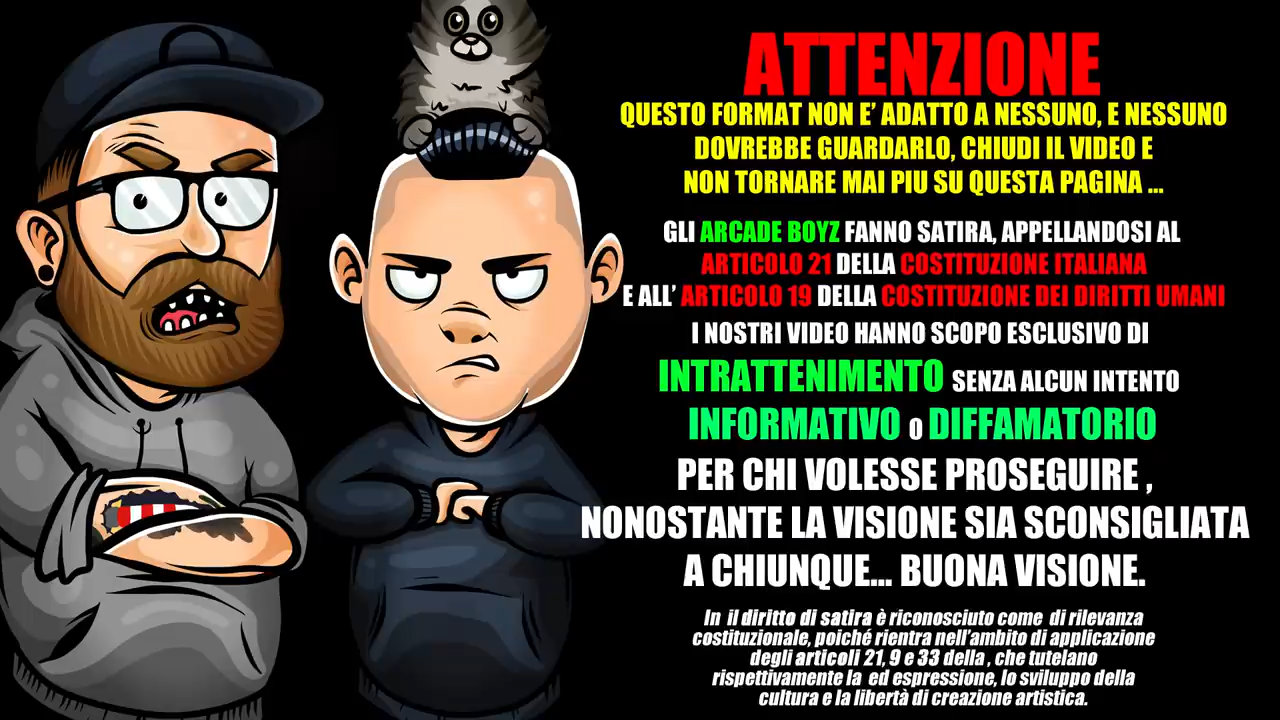 ATTENZIONE
QUESTO FORMAT NON E' ADATTO A NESSUNO, E NESSUNO
DOVREBBE GUARDARLO, CHIUDI IL VIDEO E
NON TORNARE MAI PIU SU QUESTA PAGINA ...
GLI ARCADE BOYZ FANNO SATIRA, APPELLANDOSI AL
ARTICOLO 21 DELLA COSTITUZIONE ITALIANA
E ALL' ARTICOLO 19 DELLA COSTITUZIONE DEI DIRITTI UMANI
I NOSTRI VIDEO HANNO SCOPO ESCLUSIVO DI
INTRATTENIMENTO SENZA ALCUN INTENTO
INFORMATIVO O DIFFAMATORIO
PER CHI VOLESSE PROSEGUIRE ,
NONOSTANTE LA VISIONE SIA SCONSIGLIATA
A CHIUNQUE... BUONA VISIONE.
In il diritto di satira è riconosciuto come di rilevanza
costituzionale, poiché rientra nell'ambito di applicazione
degli articoli 21, 9 e 33 della , che tutelano
rispettivamente la ed espressione, lo sviluppo della
cultura e la libertà di creazione artistica.